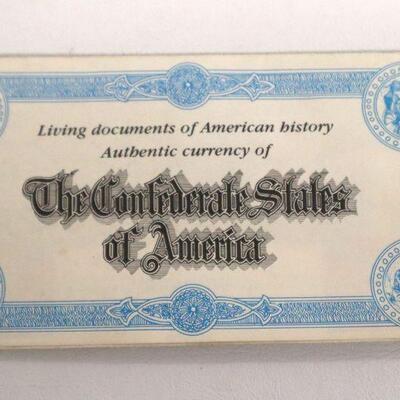 Living documents of American history
Authentic currency of
The Confederate States
of America